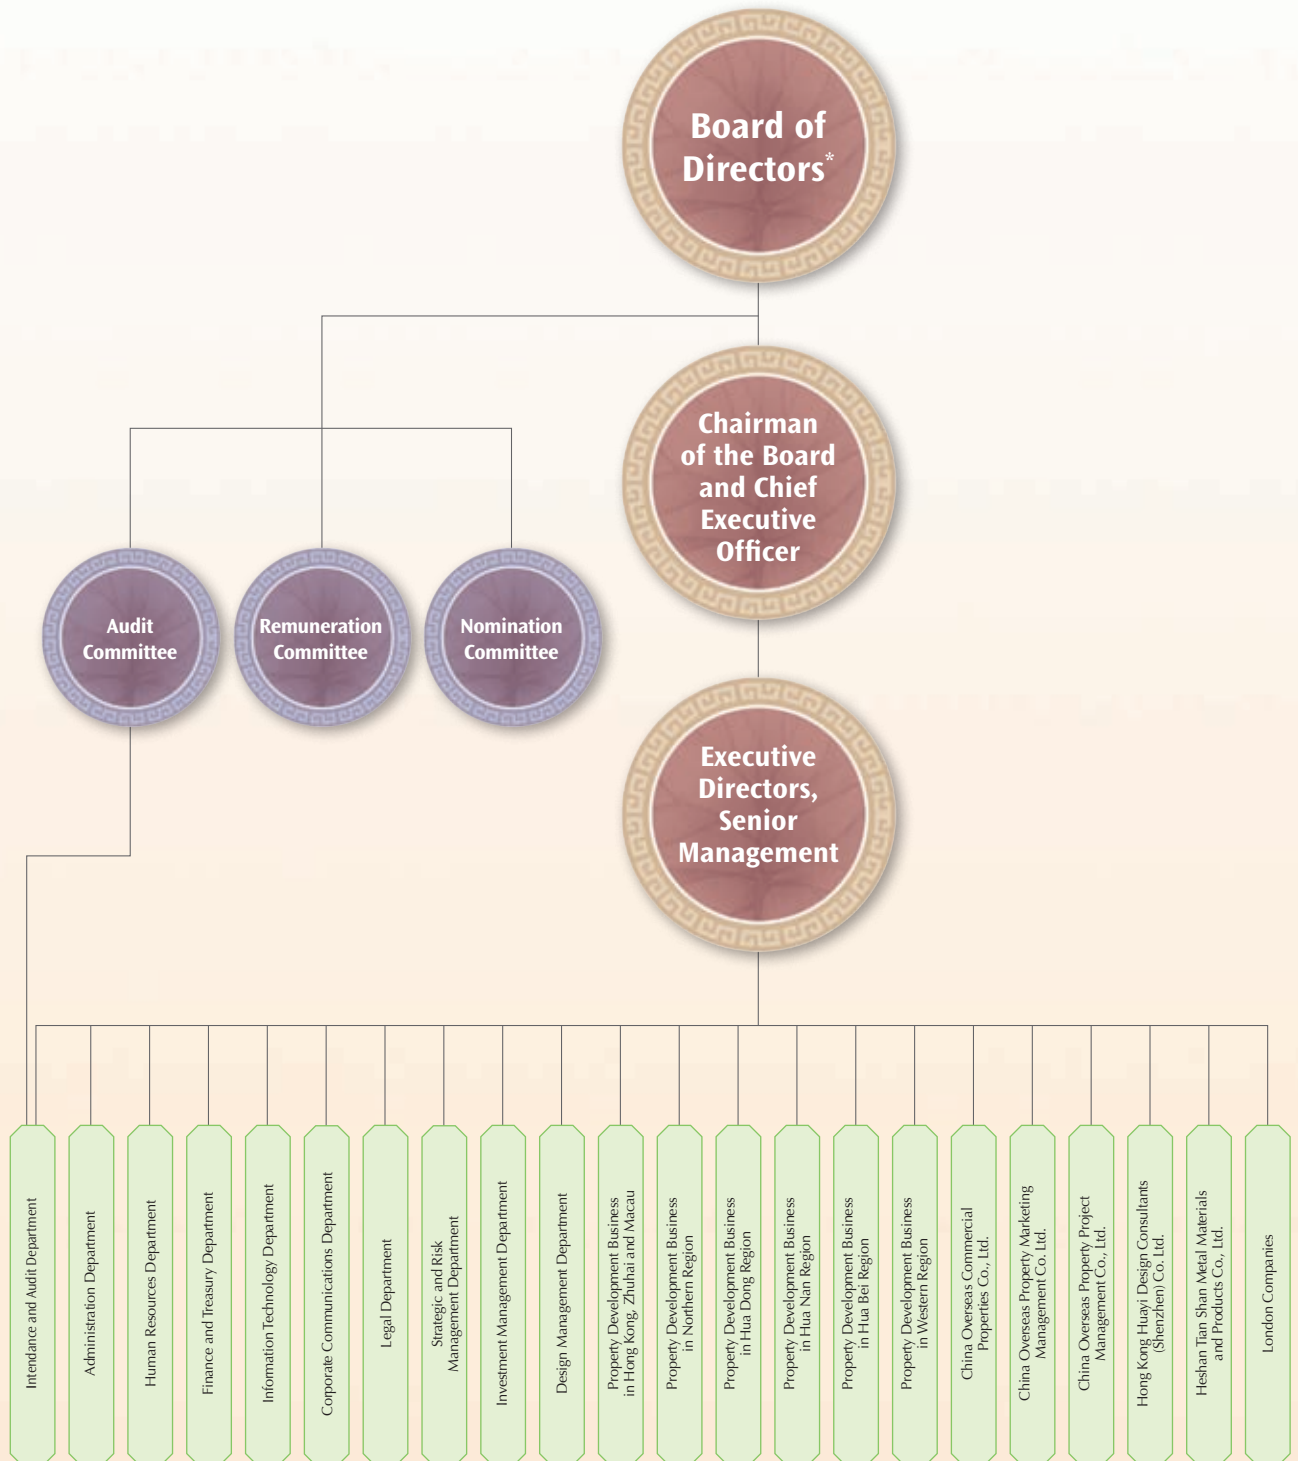 Board of
Directors*
Chairman
of the Board
and Chief
Executive
Officer
Audit
Committee
Remuneration
Committee
Nomination
Committee
Executive
Directors,
Senior
Management
Intendance and Audit Department
Administration Department
Human Resources Department
Finance and Treasury Department
Information Technology Department
Corporate Communications Department
Legal Department
Strategic and Risk
Management Department
Investment Management Department
Design Management Department
Property Development Business
in Hong Kong, Zhuhai and Macau
Property Development Business
in Northern Region
Property Development Business
in Hua Dong Region
Property Development Business
in Hua Nan Region
Property Development Business
in Hua Bei Region
Property Development Business
in Western Region
China Overseas Commercial
Properties Co., Ltd.
China Overseas Property Marketing
Management Co. Ltd.
China Overseas Property Project
Management Co., Ltd.
Hong Kong Huayi Design Consultants
(Shenzhen) Co. Ltd.
Heshan Tian Shan Metal Materials
and Products Co., Ltd.
London Companies